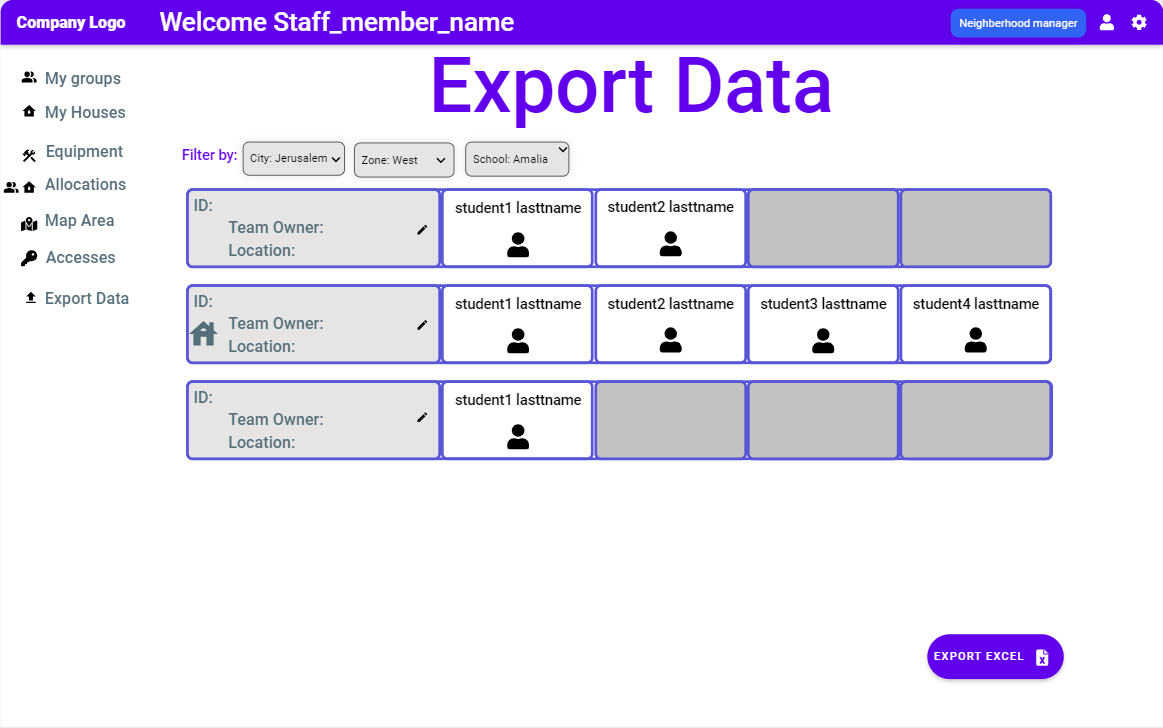 Company Logo
Welcome Staff_member_name
Neighborhood manager
My groups
My Houses
Equipment
Allocations
Map Area
Accesses
Export Data
Export Data
Filter by:
City: Jerusalem
Zone: West
School: Amalia
ID:
Team Owner:
Location:
student1 lasttname
student2 lasttname
ID:
Team Owner:
Location:
student1 lasttname
student2 lasttname
student3 lasttname
student4 lasttname
ID:
Team Owner:
Location:
student1 lasttname
EXPORT EXCEL